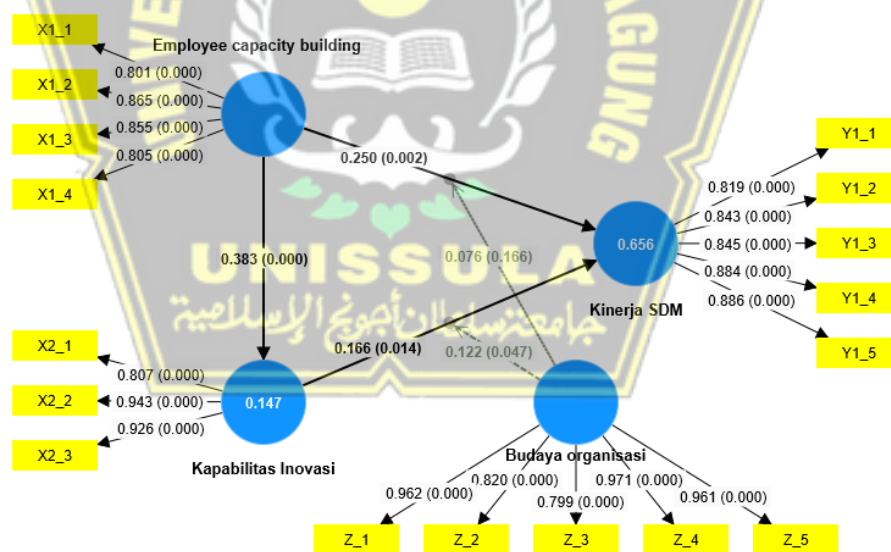 X1_1
X1_2
X1_3
X1_4
Employee capacity building
0.801 (0.000)
0.865 (0.000)
0.855 (0.000)
0.805 (0.000)
0.250 (0.002)
0.383 (0.000)
0.076 (0.166)
0.166 (0.014)
0.122 (0.047)
0.656
Kinerja SDM
0.819 (0.000)
0.843 (0.000)
0.845 (0.000)
0.884 (0.000)
0.886 (0.000)
Y1_1
Y1_2
Y1_3
Y1_4
Y1_5
UNISSULA
جامعتسلطان أجونج الإسلامية
AGUNG
X2_1
X2_2
X2_3
0.807 (0.000)
0.943 (0.000)
0.926 (0.000)
0.147
Kapabilitas Inovasi
Budaya organisasi
0.962 (0.000)
0.820 (0.000)
0.799 (0.000)
0.971 (0.000)
0.961 (0.000)
Z_1
Z_2
Z_3
Z_4
Z_5